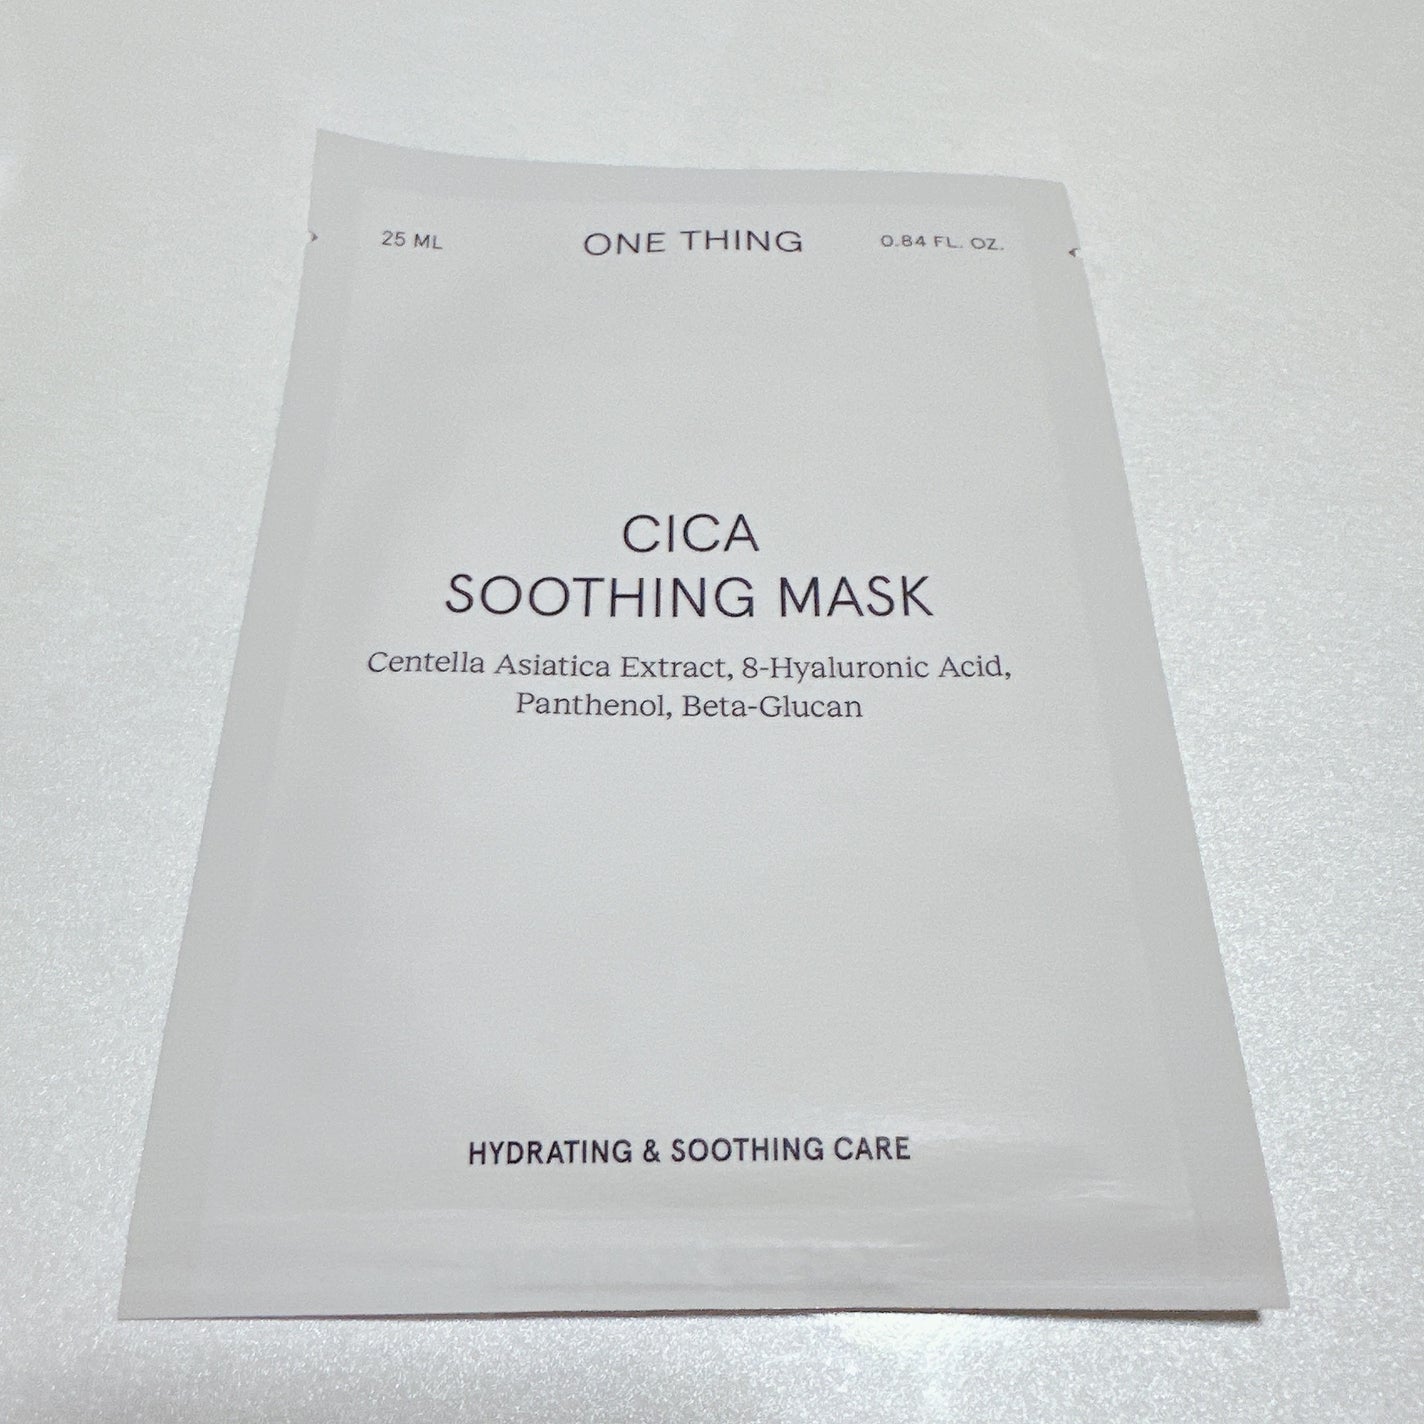 25 ML ONE THING 0.84 FL. OZ.
CICA
SOOTHING MASK
Centella Asiatica Extract, 8-Hyaluronic Acid,
Panthenol, Beta-Glucan
HYDRATING & SOOTHING CARE